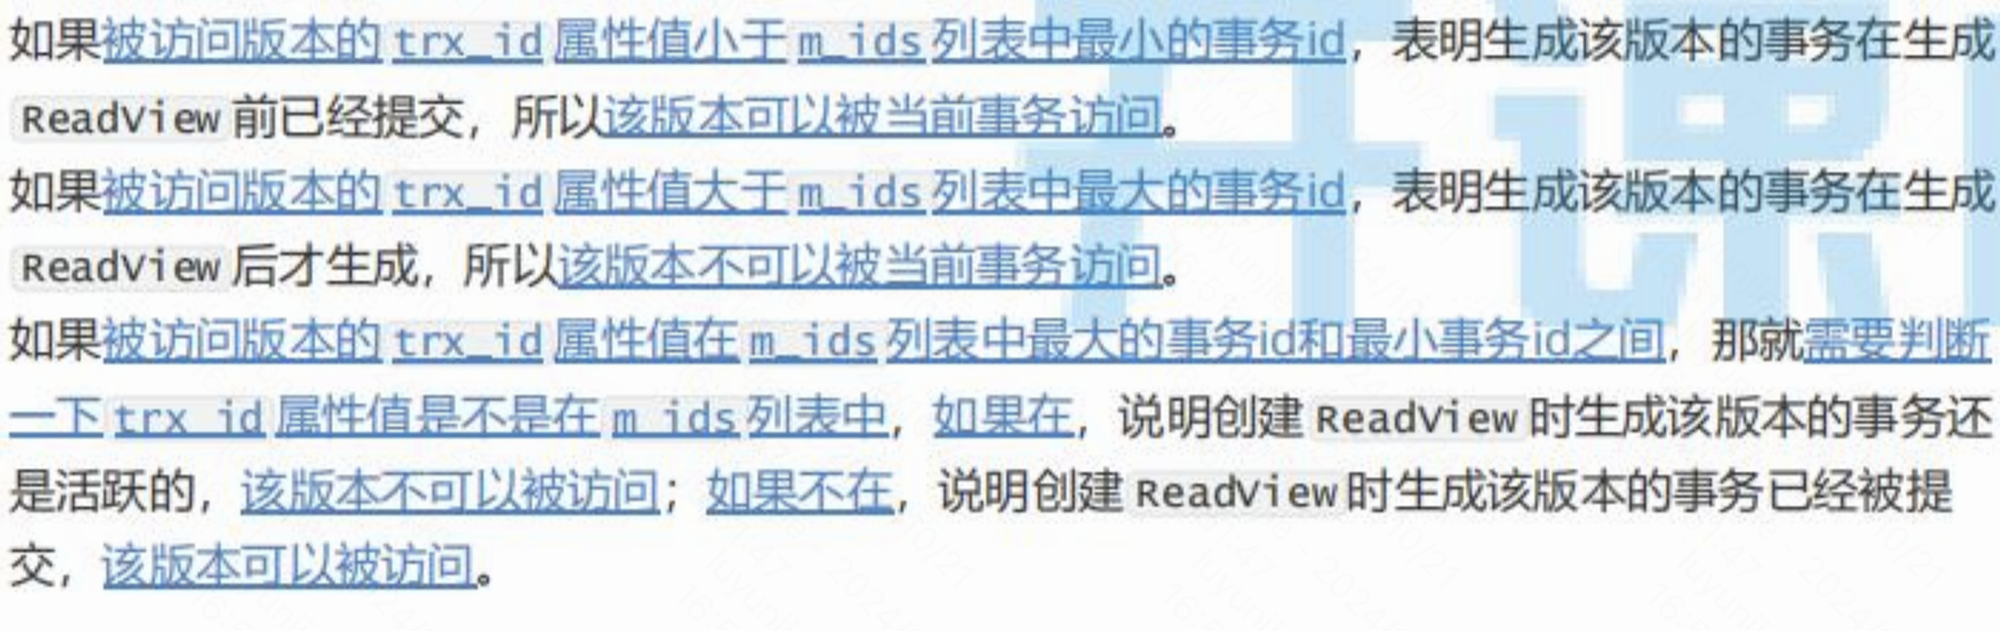 如果被访问版本的 trx_id 属性值小于 m_ids 列表中最小的事务id，表明生成该版本的事务在生成
ReadView 前已经提交，所以该版本可以被当前事务访问。
如果被访问版本的 trx_id 属性值大于 m_ids 列表中最大的事务id，表明生成该版本的事务在生成
ReadView 后才生成，所以该版本不可以被当前事务访问。
如果被访问版本的 trx_id 属性值在 m_ids 列表中最大的事务id和最小事务id之间，那就需要判断
一下 trx_id 属性值是不是在 m_ids 列表中，如果在，说明创建 ReadView 时生成该版本的事务还
是活跃的，该版本不可以被访问；如果不在，说明创建 ReadView 时生成该版本的事务已经被提
交，该版本可以被访问。